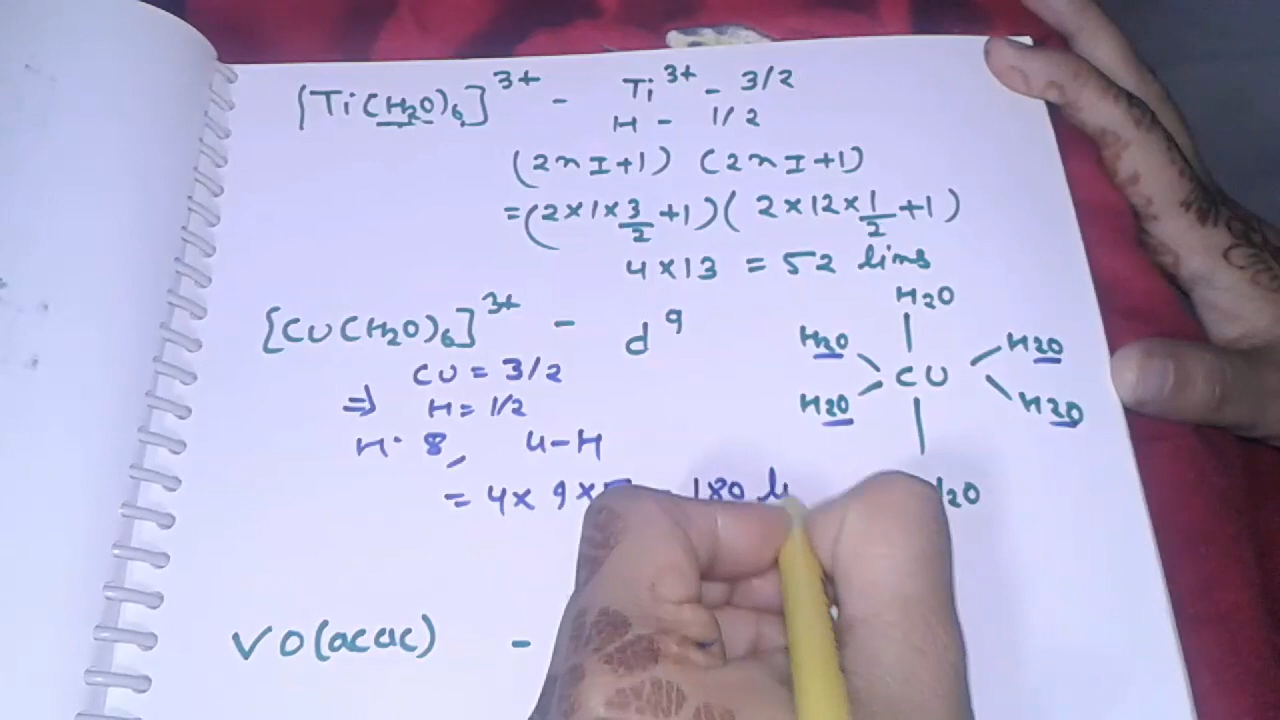 [Ti(H2O)6]3+ - Ti3+ - 3/2
H - 1/2
(2nI+1) (2nI+1)
=(2×1×3/2+1)(2×12×1/2+1)
4×13 = 52 lins
[CU(H2O)6]3+ - d9
CU = 3/2
⇒ H = 1/2
H· 8, 4-H
= 4× 9× 180
H2O
H2O H2O
CU
H2O H2O
VO(acac) -